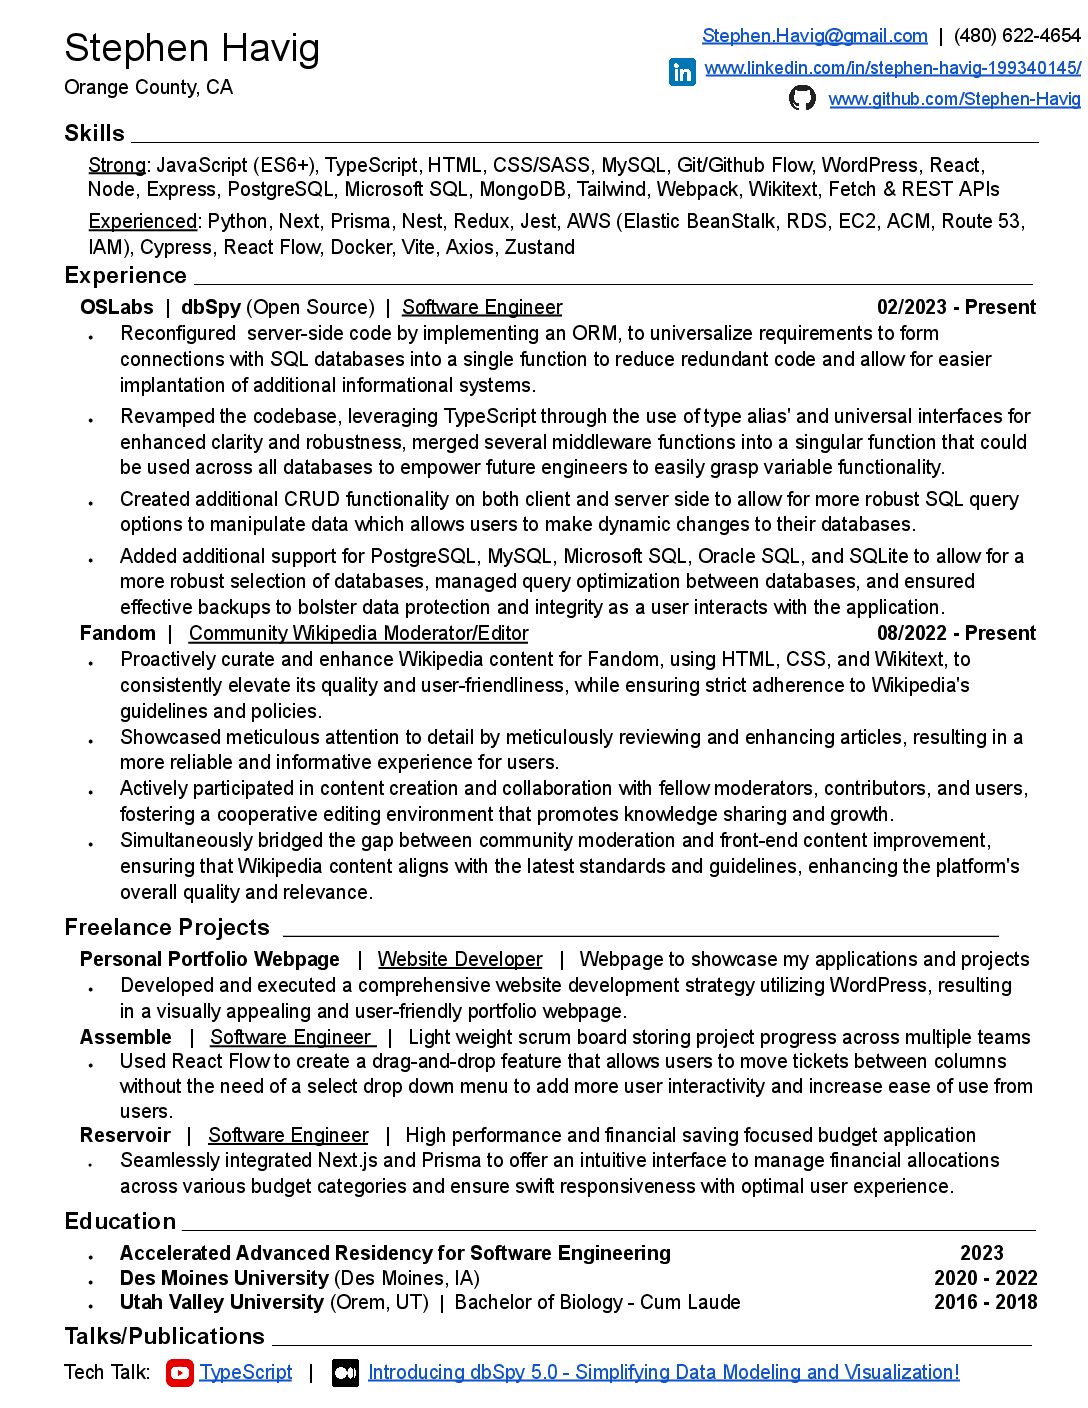 Stephen Havig
Orange County, CA
Stephen.Havig@gmail.com | (480) 622-4654
in www.linkedin.com/in/stephen-havig-199340145/
www.github.com/Stephen-Havig
Skills
Strong: JavaScript (ES6+), TypeScript, HTML, CSS/SASS, MySQL, Git/Github Flow, WordPress, React,
Node, Express, PostgreSQL, Microsoft SQL, MongoDB, Tailwind, Webpack, Wikitext, Fetch & REST APIs
Experienced: Python, Next, Prisma, Nest, Redux, Jest, AWS (Elastic BeanStalk, RDS, EC2, ACM, Route 53,
IAM), Cypress, React Flow, Docker, Vite, Axios, Zustand
Experience
OSLabs | dbSpy (Open Source) | Software Engineer 02/2023 - Present
• Reconfigured server-side code by implementing an ORM, to universalize requirements to form
connections with SQL databases into a single function to reduce redundant code and allow for easier
implantation of additional informational systems.
• Revamped the codebase, leveraging TypeScript through the use of type alias' and universal interfaces for
enhanced clarity and robustness, merged several middleware functions into a singular function that could
be used across all databases to empower future engineers to easily grasp variable functionality.
• Created additional CRUD functionality on both client and server side to allow for more robust SQL query
options to manipulate data which allows users to make dynamic changes to their databases.
• Added additional support for PostgreSQL, MySQL, Microsoft SQL, Oracle SQL, and SQLite to allow for a
more robust selection of databases, managed query optimization between databases, and ensured
effective backups to bolster data protection and integrity as a user interacts with the application.
Fandom | Community Wikipedia Moderator/Editor 08/2022 - Present
• Proactively curate and enhance Wikipedia content for Fandom, using HTML, CSS, and Wikitext, to
consistently elevate its quality and user-friendliness, while ensuring strict adherence to Wikipedia's
guidelines and policies.
• Showcased meticulous attention to detail by meticulously reviewing and enhancing articles, resulting in a
more reliable and informative experience for users.
• Actively participated in content creation and collaboration with fellow moderators, contributors, and users,
fostering a cooperative editing environment that promotes knowledge sharing and growth.
• Simultaneously bridged the gap between community moderation and front-end content improvement,
ensuring that Wikipedia content aligns with the latest standards and guidelines, enhancing the platform's
overall quality and relevance.
Freelance Projects
Personal Portfolio Webpage | Website Developer | Webpage to showcase my applications and projects
• Developed and executed a comprehensive website development strategy utilizing WordPress, resulting
in a visually appealing and user-friendly portfolio webpage.
Assemble | Software Engineer | Light weight scrum board storing project progress across multiple teams
• Used React Flow to create a drag-and-drop feature that allows users to move tickets between columns
without the need of a select drop down menu to add more user interactivity and increase ease of use from
users.
Reservoir | Software Engineer | High performance and financial saving focused budget application
• Seamlessly integrated Next.js and Prisma to offer an intuitive interface to manage financial allocations
across various budget categories and ensure swift responsiveness with optimal user experience.
Education
• Accelerated Advanced Residency for Software Engineering 2023
• Des Moines University (Des Moines, IA) 2020 - 2022
• Utah Valley University (Orem, UT) | Bachelor of Biology - Cum Laude 2016 - 2018
Talks/Publications
Tech Talk: TypeScript | Introducing dbSpy 5.0 - Simplifying Data Modeling and Visualization!